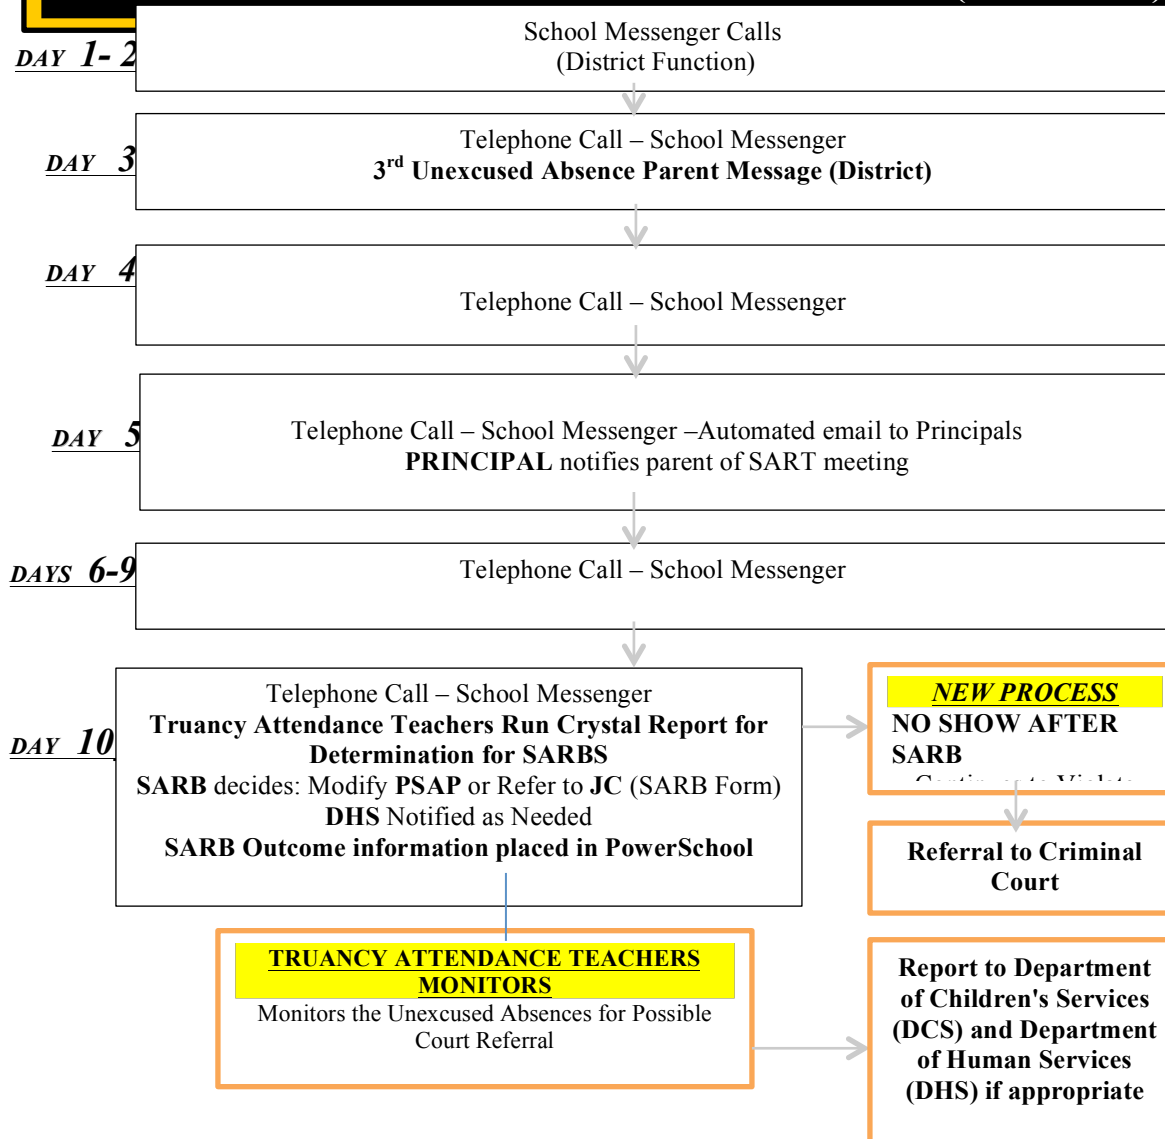 DAY 1- 2
School Messenger Calls
(District Function)
DAY 3
Telephone Call – School Messenger
3rd Unexcused Absence Parent Message (District)
DAY 4
Telephone Call – School Messenger
DAY 5
Telephone Call – School Messenger –Automated email to Principals
PRINCIPAL notifies parent of SART meeting
DAYS 6-9
Telephone Call – School Messenger
DAY 10
Telephone Call – School Messenger
Truancy Attendance Teachers Run Crystal Report for
Determination for SARBS
SARB decides: Modify PSAP or Refer to JC (SARB Form)
DHS Notified as Needed
SARB Outcome information placed in PowerSchool
NEW PROCESS
NO SHOW AFTER
SARB
Referral to Criminal
Court
TRUANCY ATTENDANCE TEACHERS
MONITORS
Monitors the Unexcused Absences for Possible
Court Referral
Report to Department
of Children's Services
(DCS) and Department
of Human Services
(DHS) if appropriate